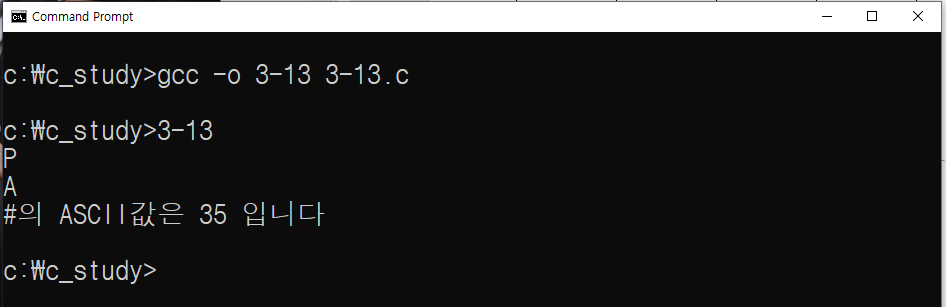 Command Prompt
c:₩c_study>gcc -o 3-13 3-13.c
c:₩c_study>3-13
P
A
#의 ASCII값은 35 입니다
c:₩c_study>